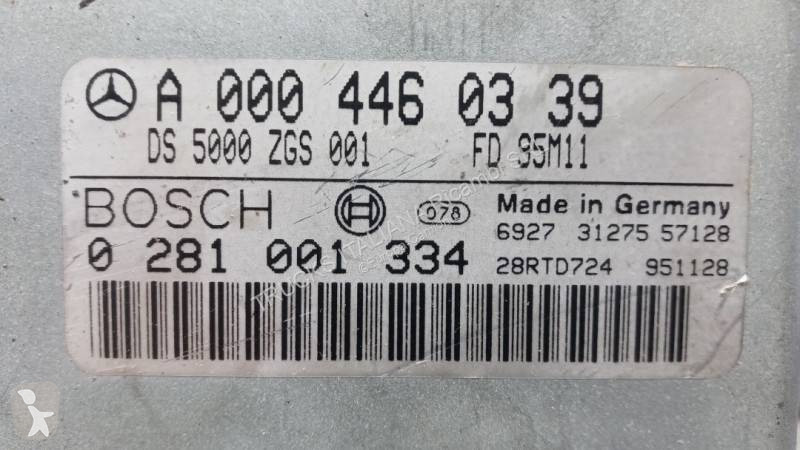 A 000 446 03 39
DS 5000 ZGS 001 FD 95M11
BOSCH 078 Made in Germany
6927 31275 57128
0 281 001 334
28RTD724 951128